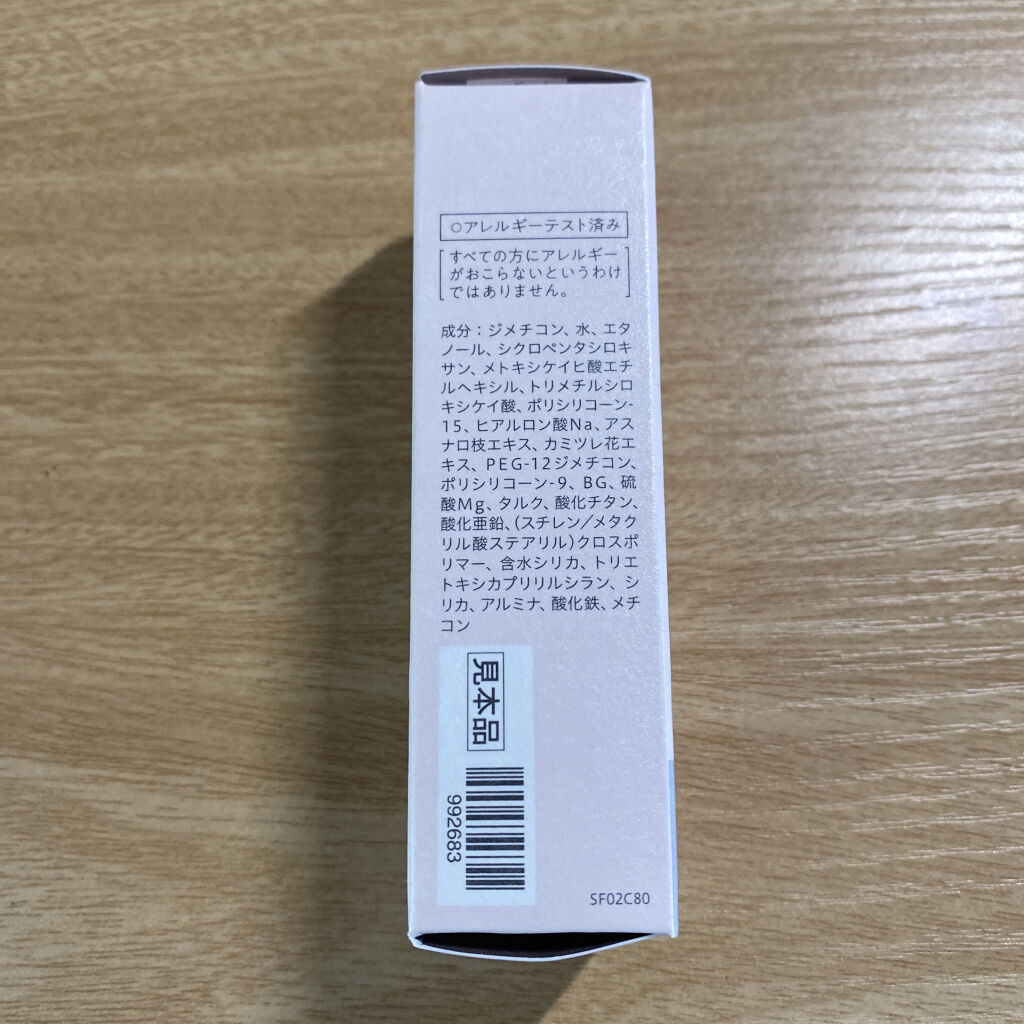 ○アレルギーテスト済み
すべての方にアレルギー
がおこらないというわけ
ではありません。
成分：ジメチコン、水、エタ
ノール、シクロペンタシロキ
サン、メトキシケイヒ酸エチ
ルヘキシル、トリメチルシロ
キシケイ酸、ポリシリコーン-
15、ヒアルロン酸Na、アス
ナロ枝エキス、カミツレ花エ
キス、PEG-12ジメチコン、
ポリシリコーン-9、BG、硫
酸Mg、タルク、酸化チタン、
酸化亜鉛、（スチレン／メタク
リル酸ステアリル）クロスポ
リマー、含水シリカ、トリエ
トキシカプリリルシラン、シ
リカ、アルミナ、酸化鉄、メチ
コン
見本品
992683
SF02C80